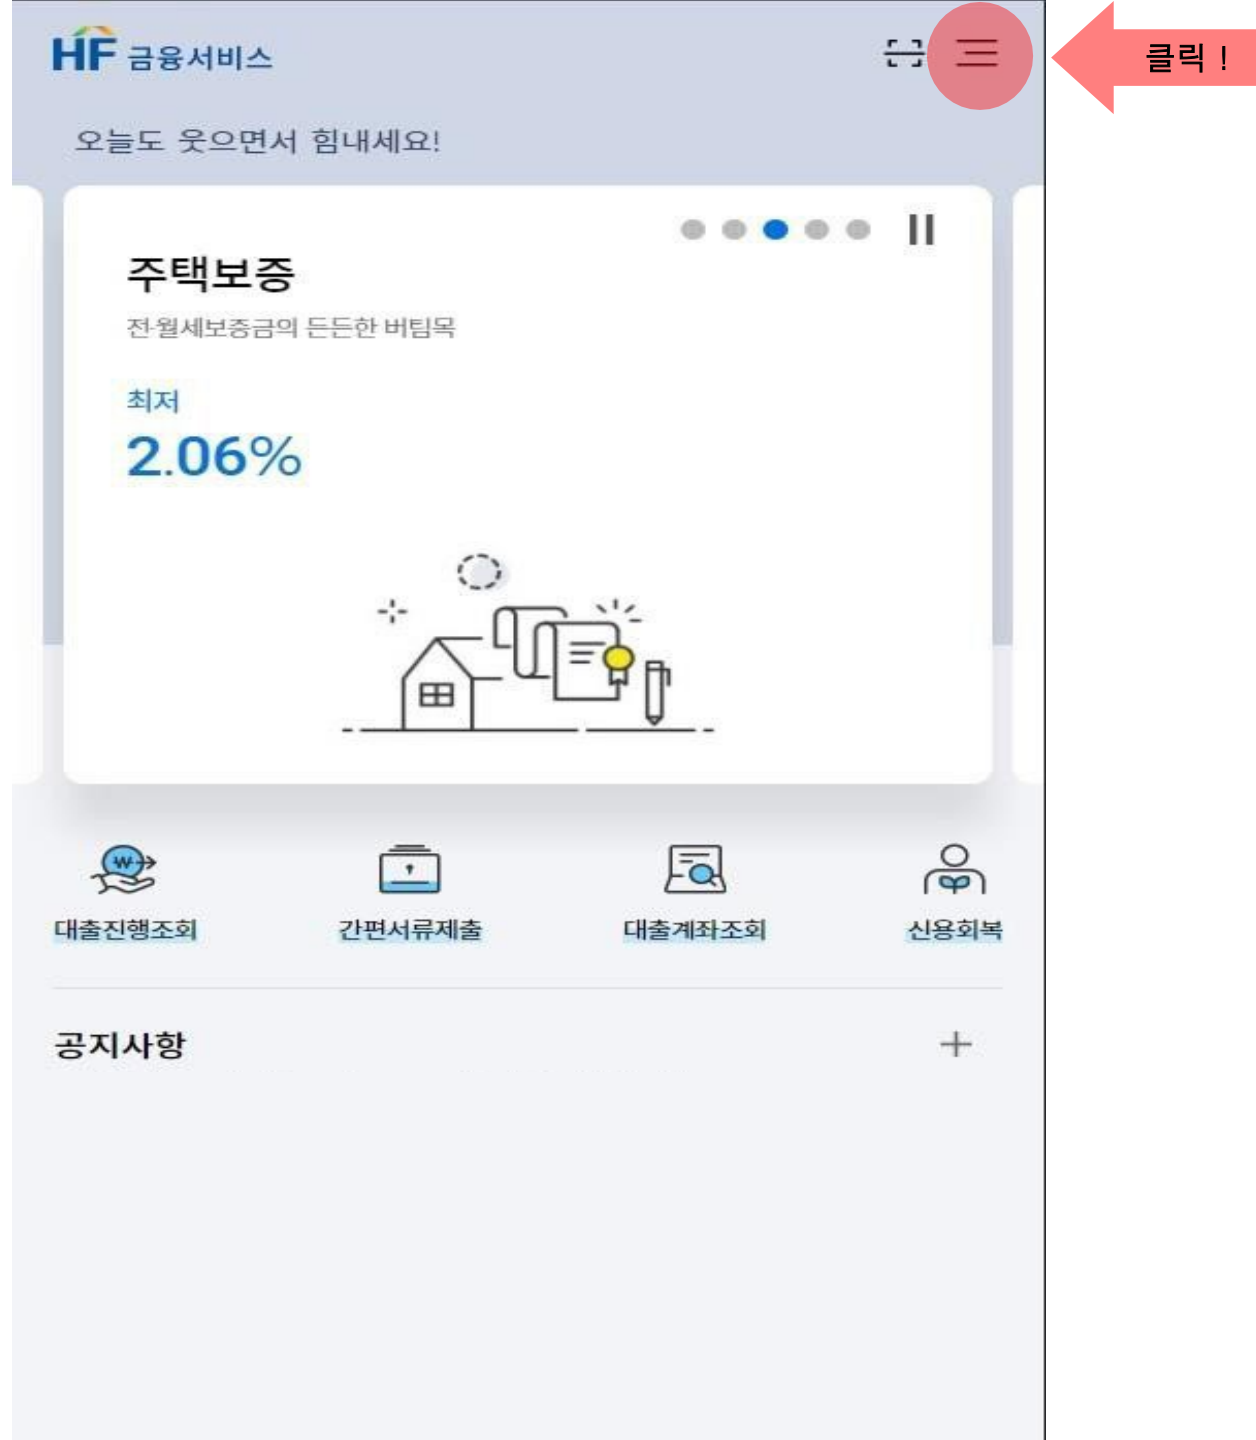 HF 금융서비스
클릭 !
오늘도 웃으면서 힘내세요!
주택보증
전·월세보증금의 든든한 버팀목
최저
2.06%
대출진행조회 간편서류제출 대출계좌조회 신용회복
공지사항